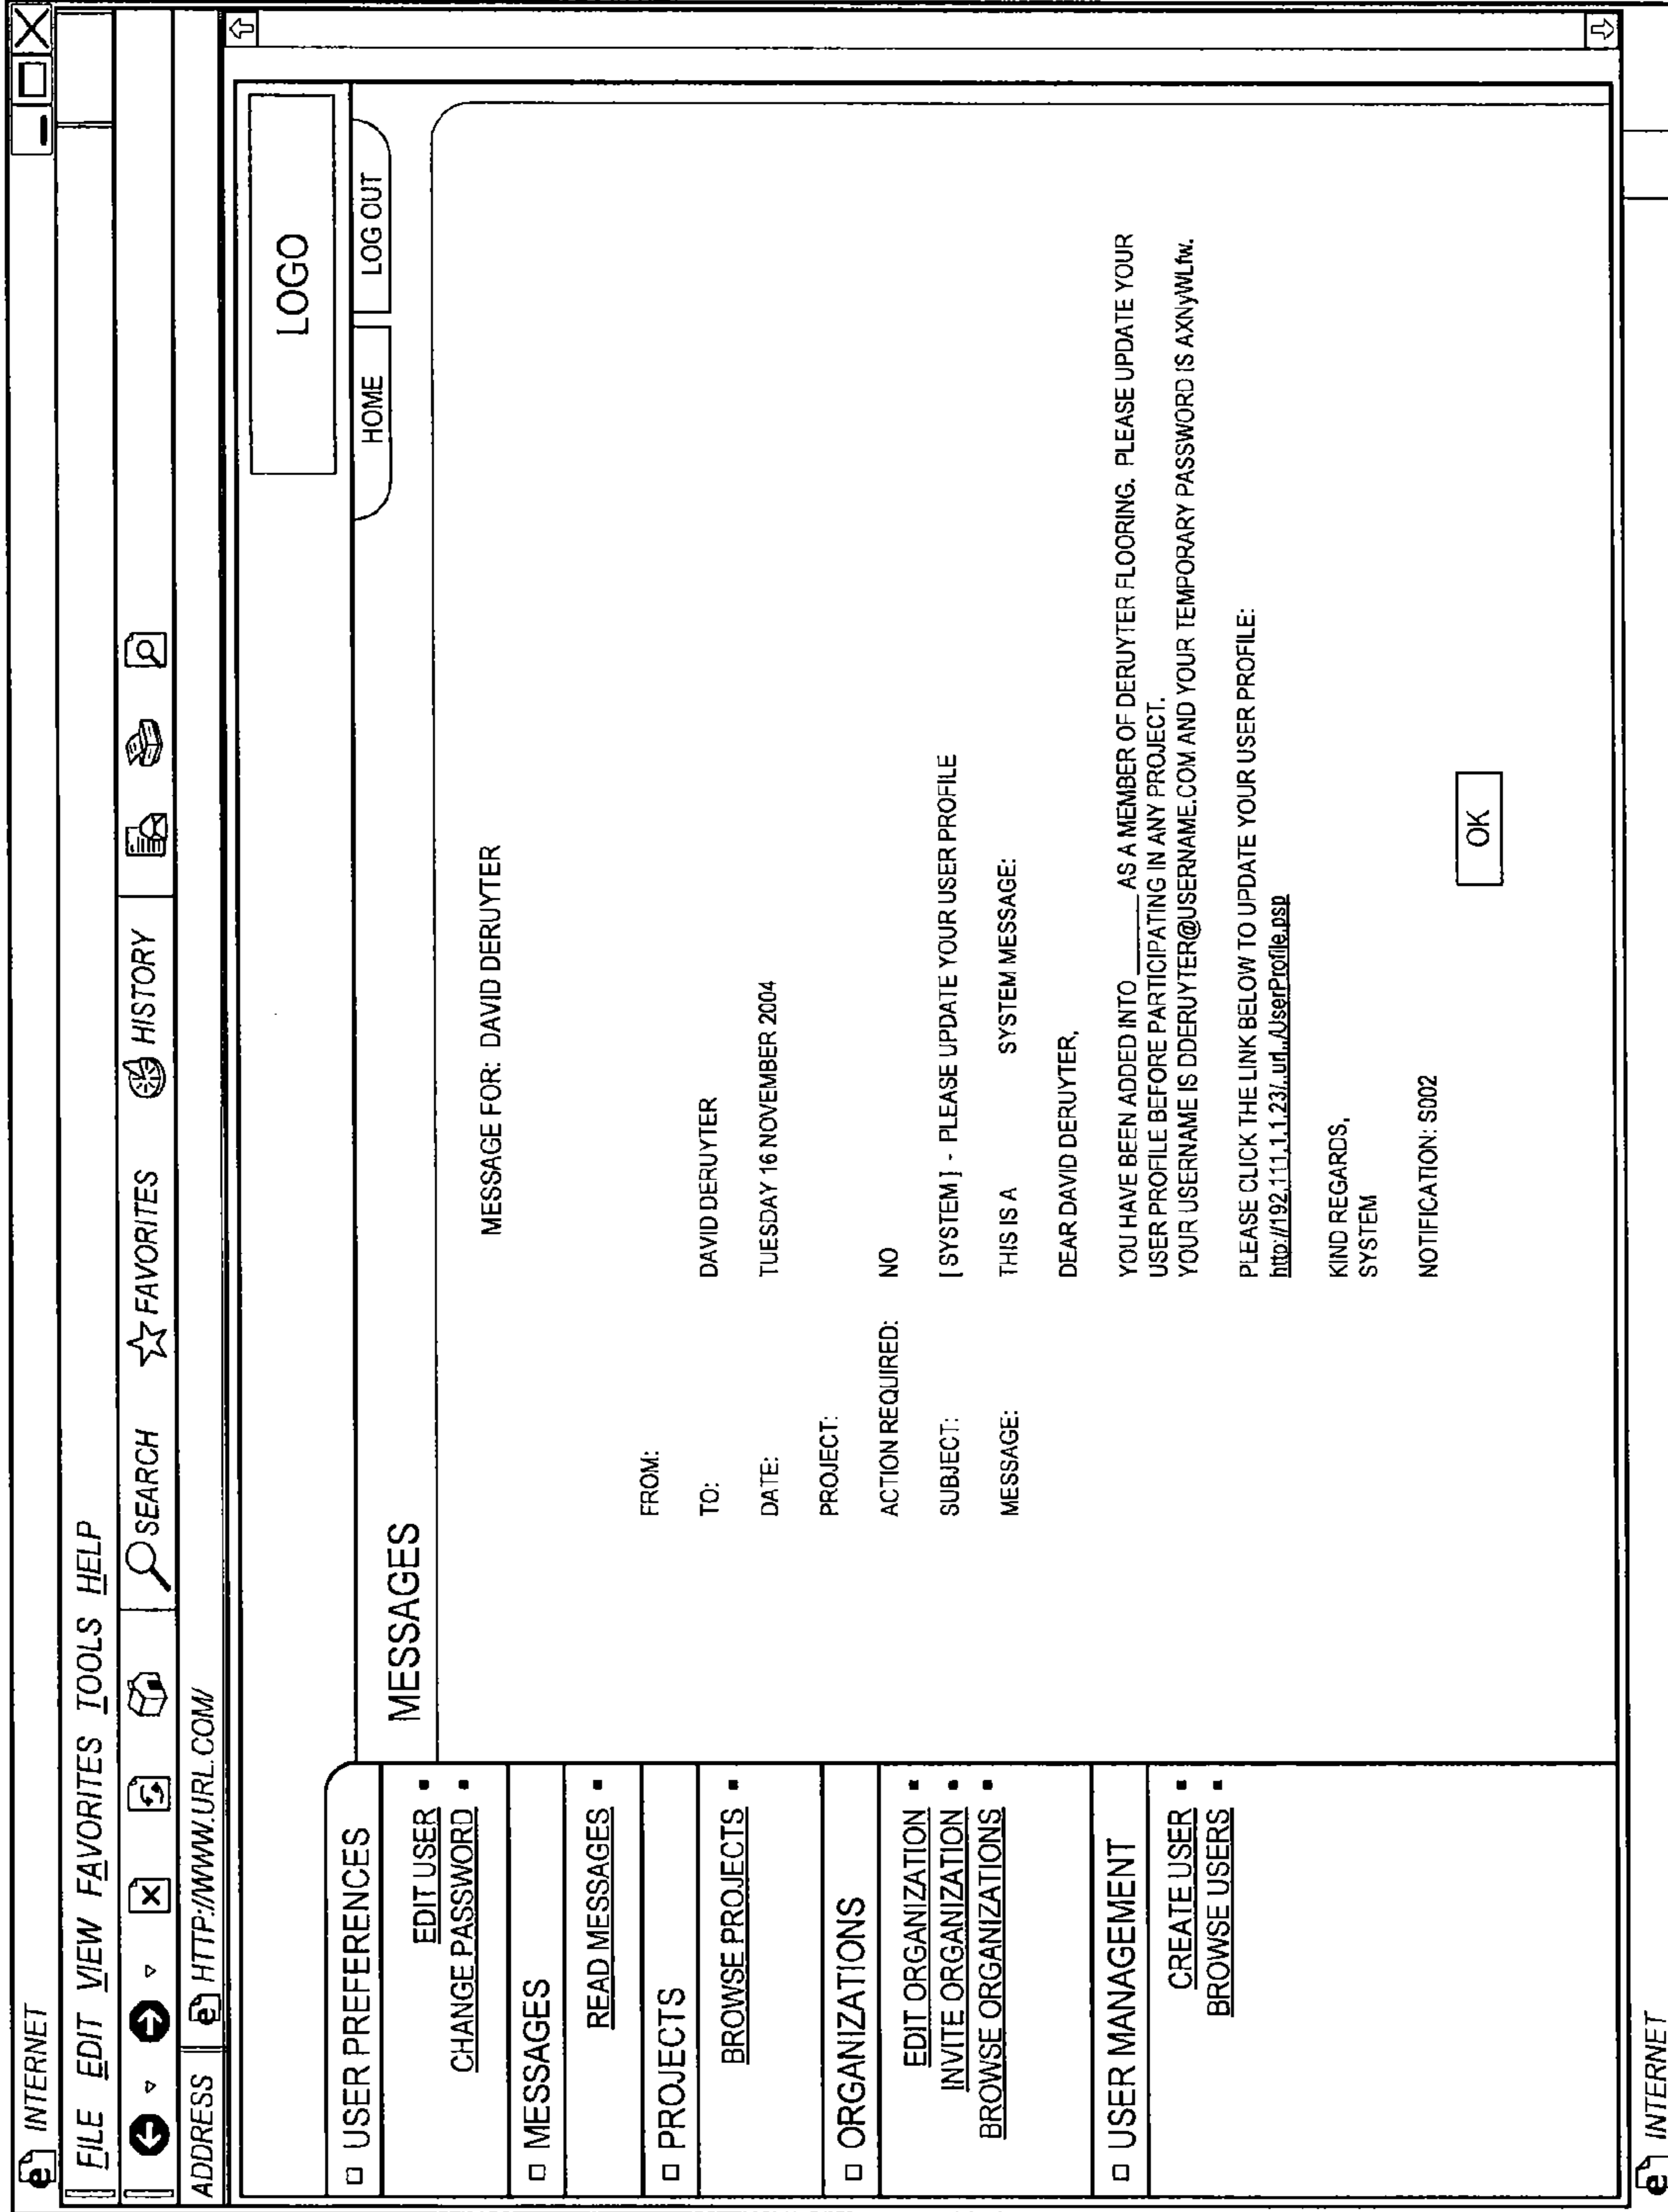 INTERNET
FILE EDIT VIEW FAVORITES TOOLS HELP
SEARCH FAVORITES HISTORY
ADDRESS HTTP://WWW.URL.COM/
LOGO
HOME LOG OUT
USER PREFERENCES
EDIT USER
CHANGE PASSWORD
MESSAGES
READ MESSAGES
PROJECTS
BROWSE PROJECTS
ORGANIZATIONS
EDIT ORGANIZATION
INVITE ORGANIZATION
BROWSE ORGANIZATIONS
USER MANAGEMENT
CREATE USER
BROWSE USERS
MESSAGES
MESSAGE FOR: DAVID DERUYTER
FROM:
TO: DAVID DERUYTER
DATE: TUESDAY 16 NOVEMBER 2004
PROJECT:
ACTION REQUIRED: NO
SUBJECT: [SYSTEM] - PLEASE UPDATE YOUR USER PROFILE
MESSAGE: THIS IS A SYSTEM MESSAGE:
DEAR DAVID DERUYTER,
YOU HAVE BEEN ADDED INTO ______ AS A MEMBER OF DERUYTER FLOORING. PLEASE UPDATE YOUR
USER PROFILE BEFORE PARTICIPATING IN ANY PROJECT.
YOUR USERNAME IS DDERUYTER@USERNAME.COM AND YOUR TEMPORARY PASSWORD IS AXNyWLfw.
PLEASE CLICK THE LINK BELOW TO UPDATE YOUR USER PROFILE:
http://192.111.1.1.23/..url../UserProfile.psp
KIND REGARDS,
SYSTEM
NOTIFICATION: S002
OK
INTERNET